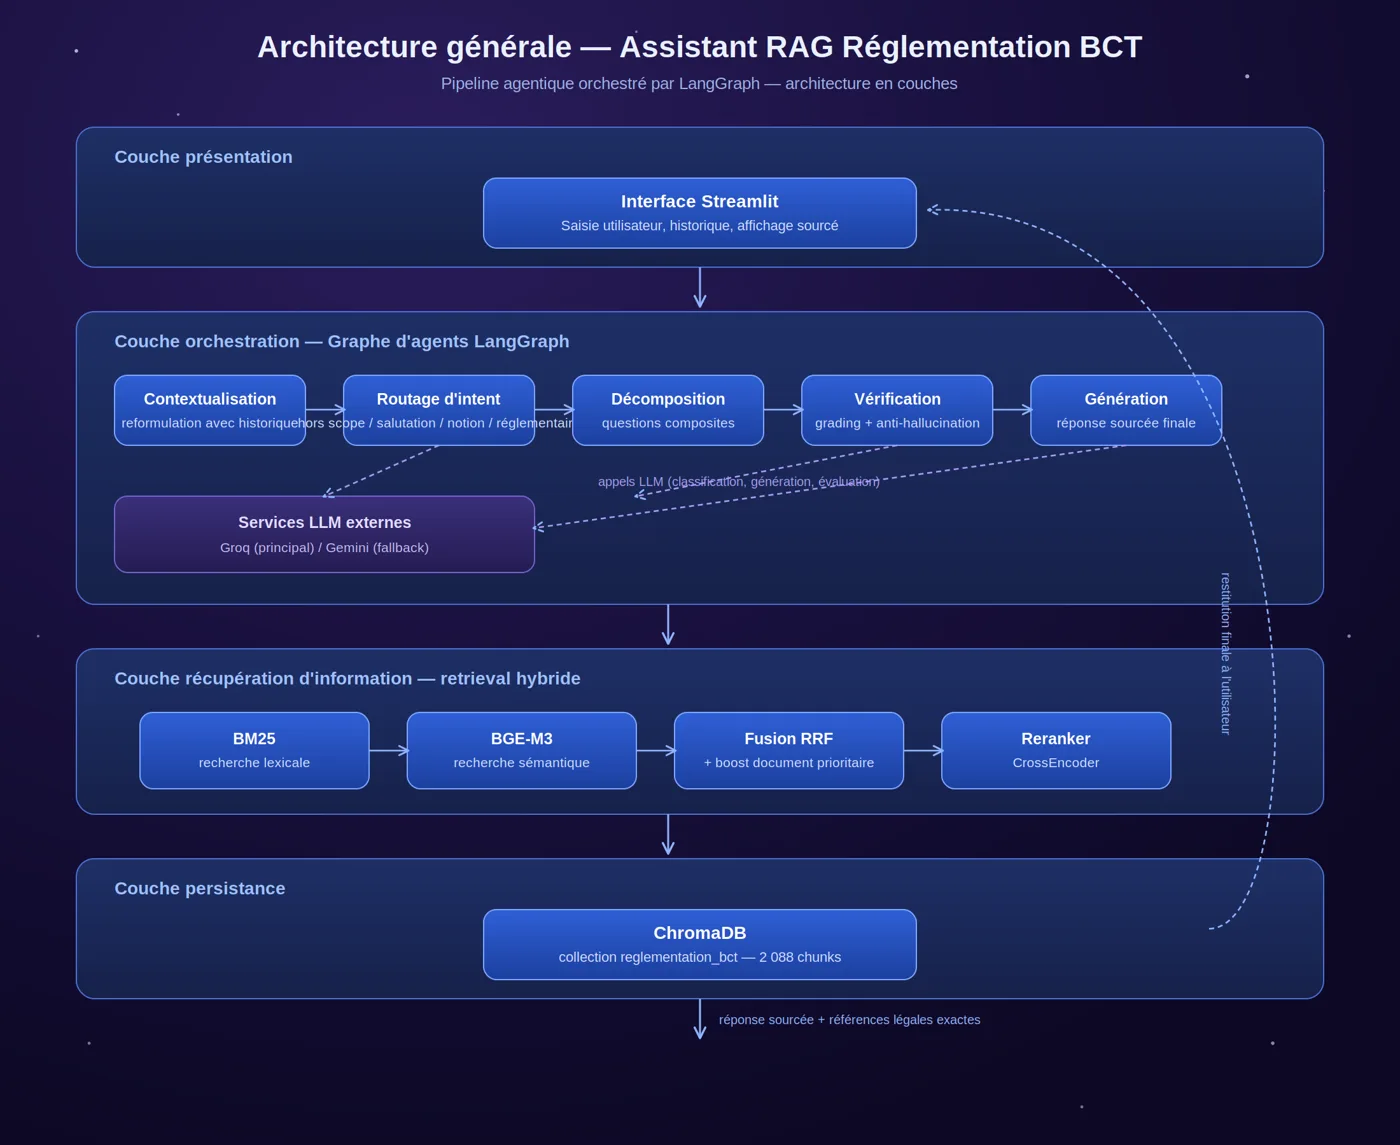 Architecture générale — Assistant RAG Réglementation BCT
Pipeline agentique orchestré par LangGraph — architecture en couches
Couche présentation
Interface Streamlit
Saisie utilisateur, historique, affichage sourcé
Couche orchestration — Graphe d'agents LangGraph
Contextualisation
reformulation avec historique
Routage d'intent
hors scope / salutation / notion / réglementair
Décomposition
questions composites
Vérification
grading + anti-hallucination
Génération
réponse sourcée finale
appels LLM (classification, génération, évaluation)
Services LLM externes
Groq (principal) / Gemini (fallback)
restitution finale à l'utilisateur
Couche récupération d'information — retrieval hybride
BM25
recherche lexicale
BGE-M3
recherche sémantique
Fusion RRF
+ boost document prioritaire
Reranker
CrossEncoder
Couche persistance
ChromaDB
collection reglementation_bct — 2 088 chunks
réponse sourcée + références légales exactes